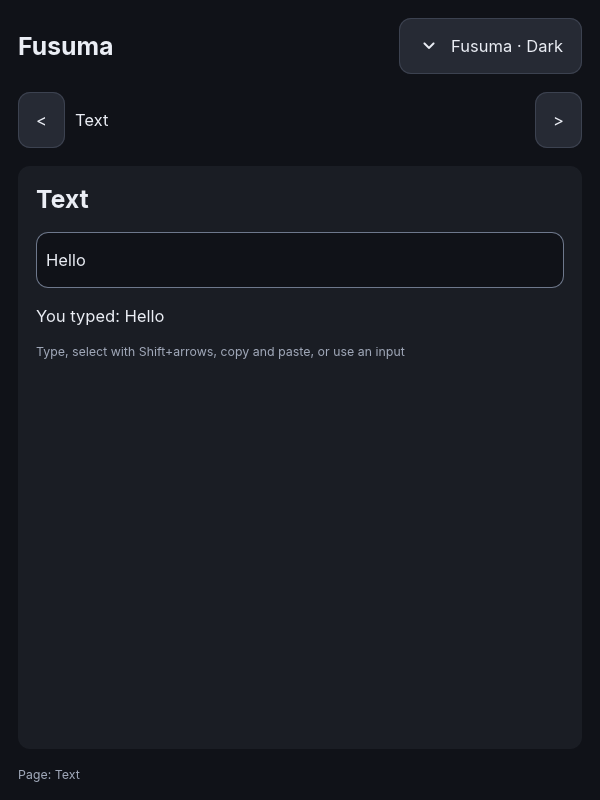 Fusuma
Fusuma · Dark
<
Text
>
Text
Hello
You typed: Hello
Type, select with Shift+arrows, copy and paste, or use an input
Page: Text